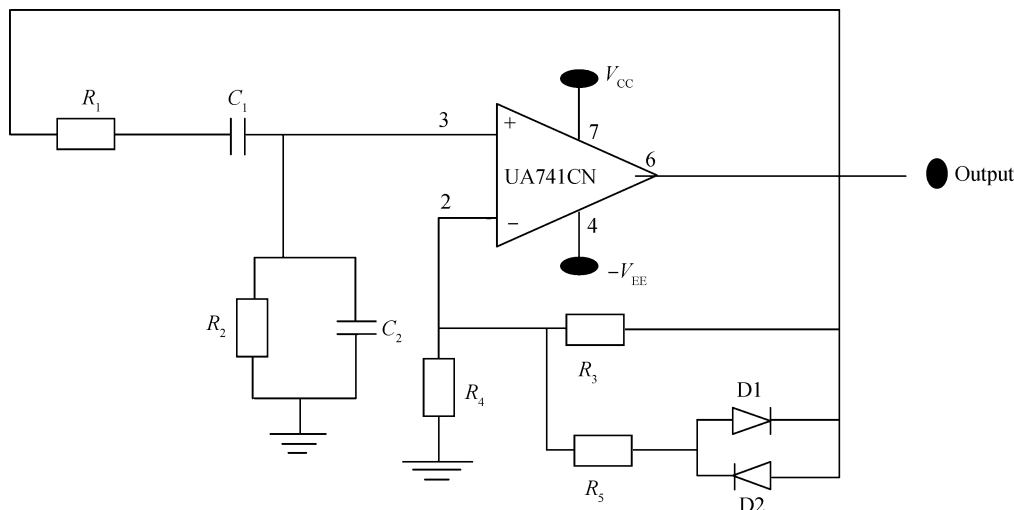 R1
C1
3
+
VCC
7
6
UA741CN
Output
2
−
4
−VEE
R2
C2
R3
R4
D1
R5
D2